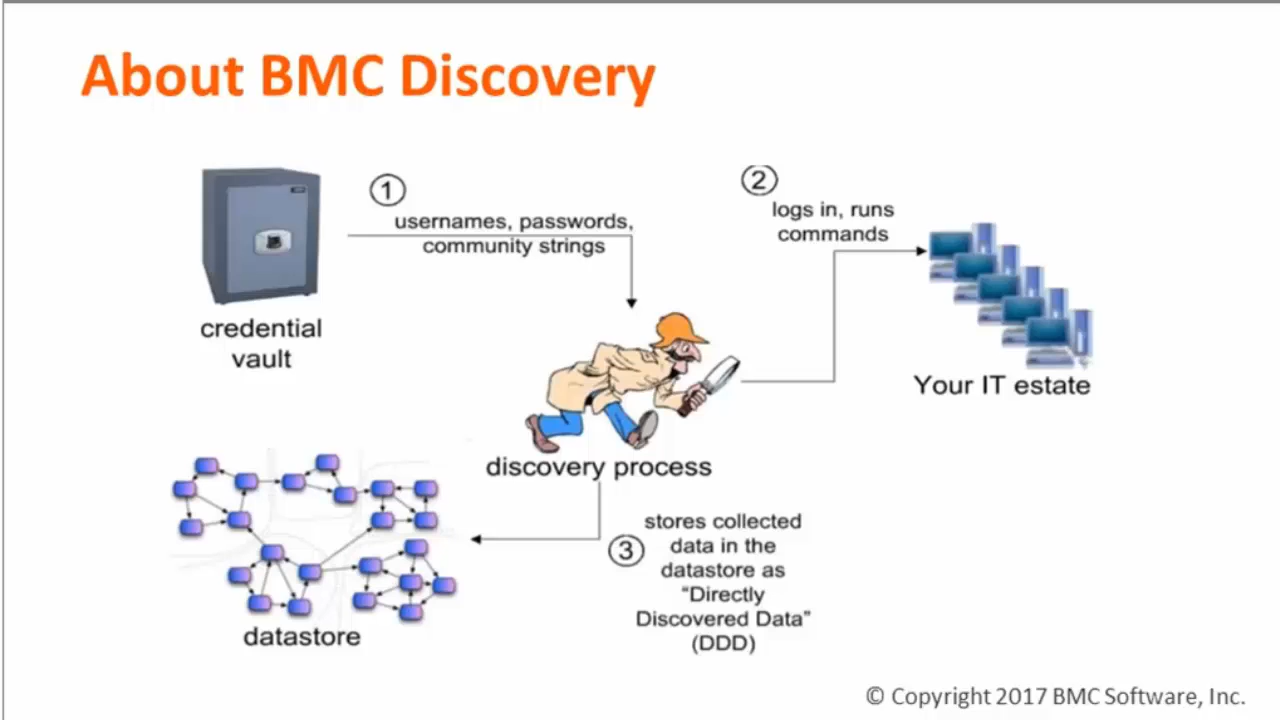 About BMC Discovery
1
usernames, passwords,
community strings
2
logs in, runs
commands
credential
vault
Your IT estate
discovery process
3
stores collected
data in the
datastore as
“Directly
Discovered Data”
(DDD)
datastore
© Copyright 2017 BMC Software, Inc.